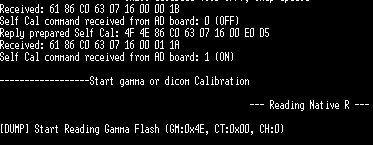 Received: 61 86 C0 63 07 16 00 00 1B
Self Cal command received from AD board: 0 (OFF)
Reply prepared Self Cal: 4F 4E 86 C0 63 07 16 00 E0 D5
Received: 61 86 C0 63 07 16 00 01 1A
Self Cal command received from AD board: 1 (ON)
------------------Start gamma or dicom Calibration
--- Reading Native R ---
[DUMP] Start Reading Gamma Flash (GM:0x4E, CT:0x00, CH:0)